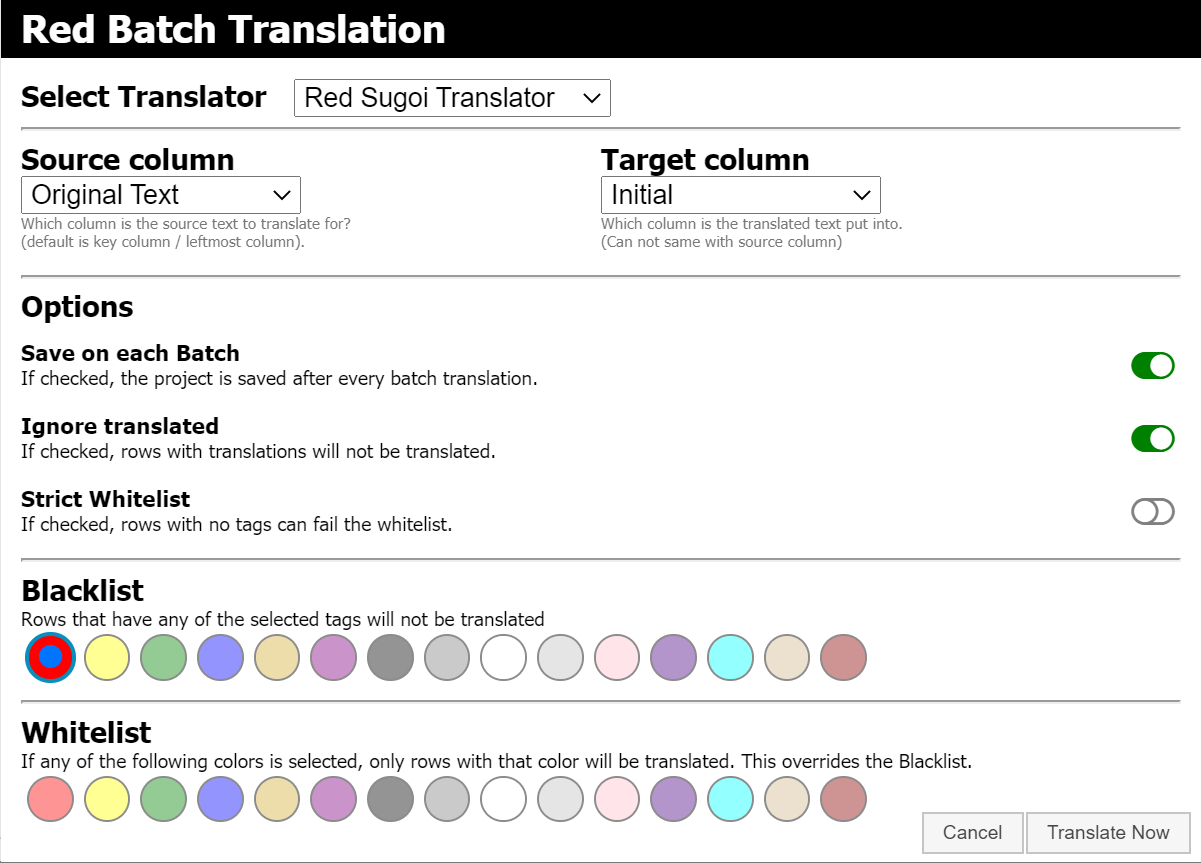 Red Batch Translation
Select Translator Red Sugoi Translator
Source column
Original Text
Which column is the source text to translate for?
(default is key column / leftmost column).
Target column
Initial
Which column is the translated text put into.
(Can not same with source column)
Options
Save on each Batch
If checked, the project is saved after every batch translation.
Ignore translated
If checked, rows with translations will not be translated.
Strict Whitelist
If checked, rows with no tags can fail the whitelist.
Blacklist
Rows that have any of the selected tags will not be translated
Whitelist
If any of the following colors is selected, only rows with that color will be translated. This overrides the Blacklist.
Cancel Translate Now